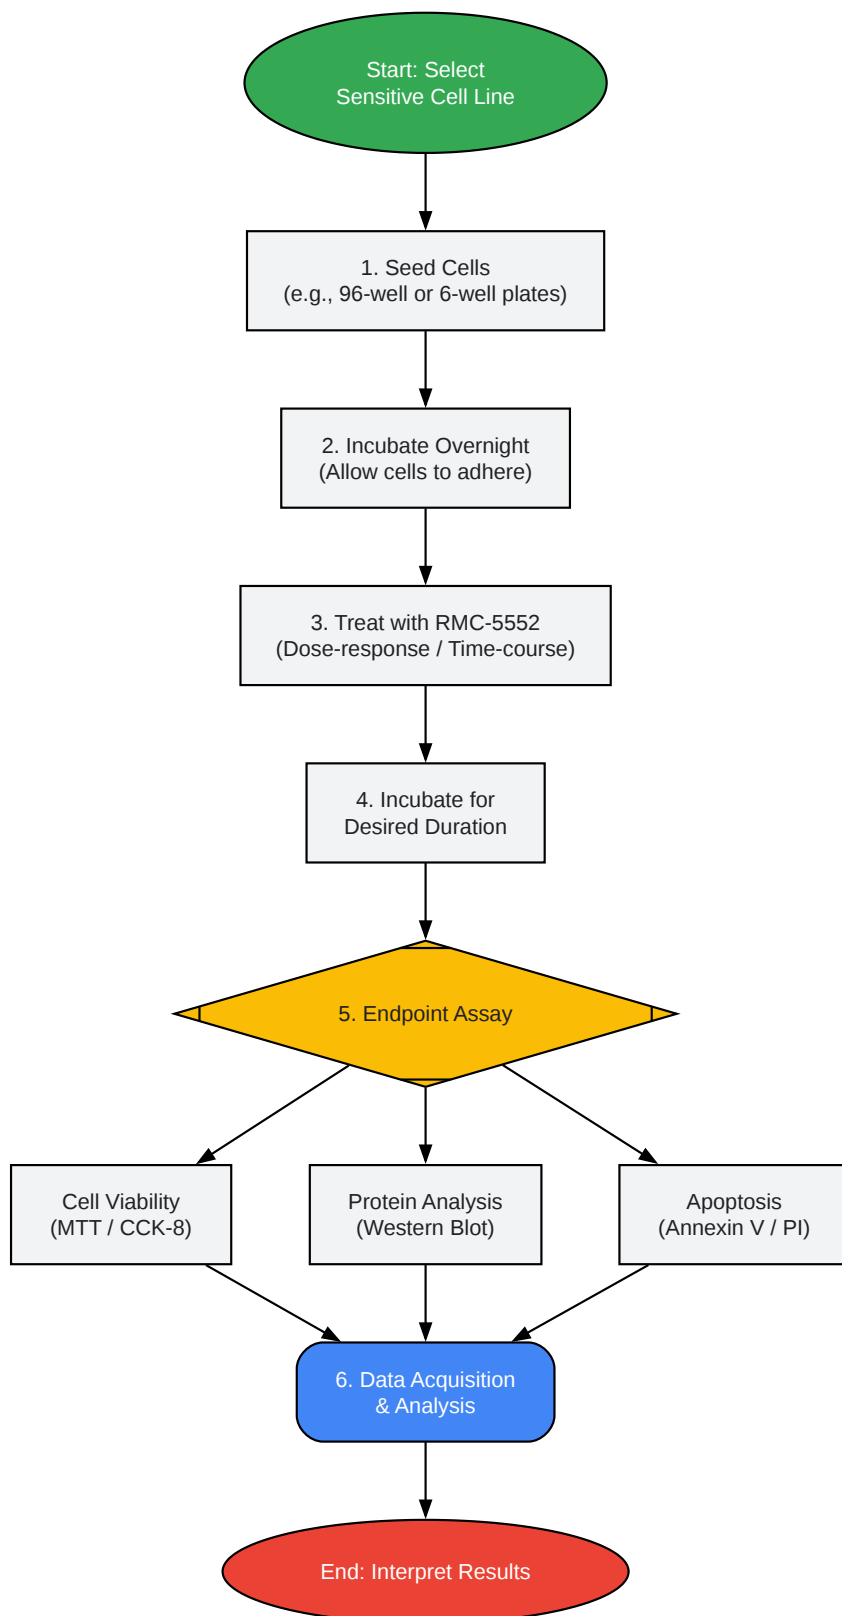 Start: Select
Sensitive Cell Line
1. Seed Cells
(e.g., 96-well or 6-well plates)
2. Incubate Overnight
(Allow cells to adhere)
3. Treat with RMC-5552
(Dose-response / Time-course)
4. Incubate for
Desired Duration
5. Endpoint Assay
Cell Viability
(MTT / CCK-8)
Protein Analysis
(Western Blot)
Apoptosis
(Annexin V / PI)
6. Data Acquisition
& Analysis
End: Interpret Results